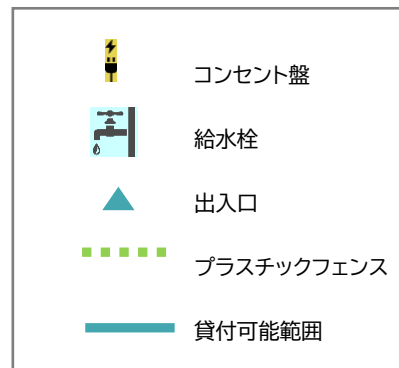 コンセント盤
給水栓
出入口
プラスチックフェンス
貸付可能範囲